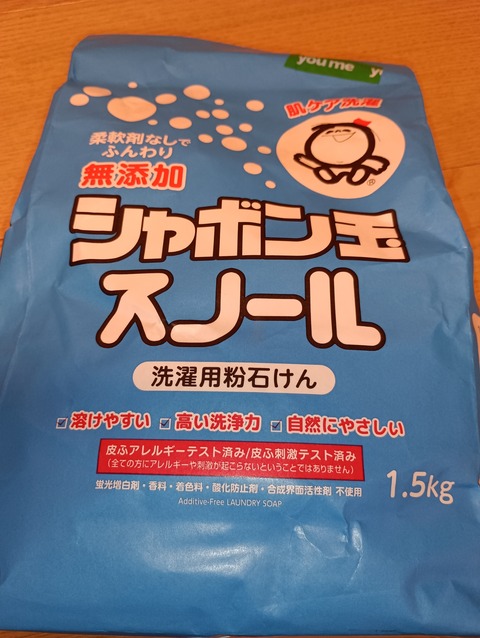 youme
肌ケア洗濯
柔軟剤なしで
ふんわり
無添加
®
シャボン玉
スノール
洗濯用粉石けん
溶けやすい 高い洗浄力 自然にやさしい
皮ふアレルギーテスト済み/皮ふ刺激テスト済み
(全ての方にアレルギーや刺激が起こらないということではありません)
蛍光増白剤・香料・着色料・酸化防止剤・合成界面活性剤 不使用
Additive-Free LAUNDRY SOAP
1.5kg